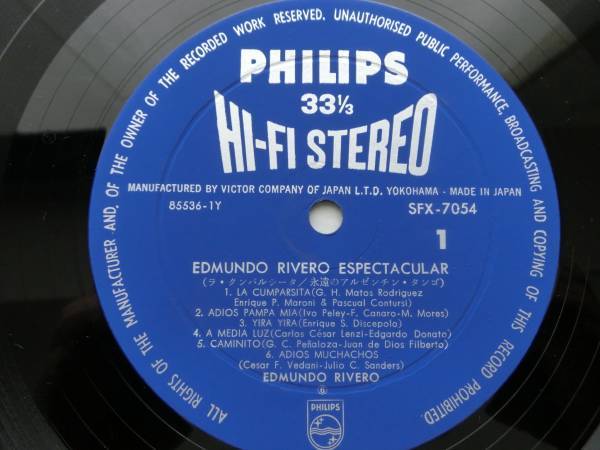 ALL RIGHTS OF THE MANUFACTURER AND OF THE OWNER OF THE RECORDED WORK RESERVED. UNAUTHORISED PUBLIC PERFORMANCE, BROADCASTING AND COPYING OF THIS RECORD PROHIBITED.
PHILIPS
33⅓
HI-FI STEREO
MANUFACTURED BY VICTOR COMPANY OF JAPAN L.T.D. YOKOHAMA - MADE IN JAPAN
85536-1Y
SFX-7054
1
EDMUNDO RIVERO ESPECTACULAR
(ラ・クンパルシータ/永遠のアルゼンチン・タンゴ)
1. LA CUMPARSITA(G. H. Matos Rodriguez
Enrique P. Maroni & Pascual Contursi)
2. ADIOS PAMPA MIA(Ivo Peley-F. Canaro-M. Mores)
3. YIRA YIRA(Enrique S. Discepolo)
4. A MEDIA LUZ(Carlos César Lenzi-Edgardo Donato)
5. CAMINITO(G. C. Peñaloza-Juan de Dios Filberto)
6. ADIOS MUCHACHOS
(Cesar F. Vedani-Julio C. Sanders)
EDMUNDO RIVERO
PHILIPS